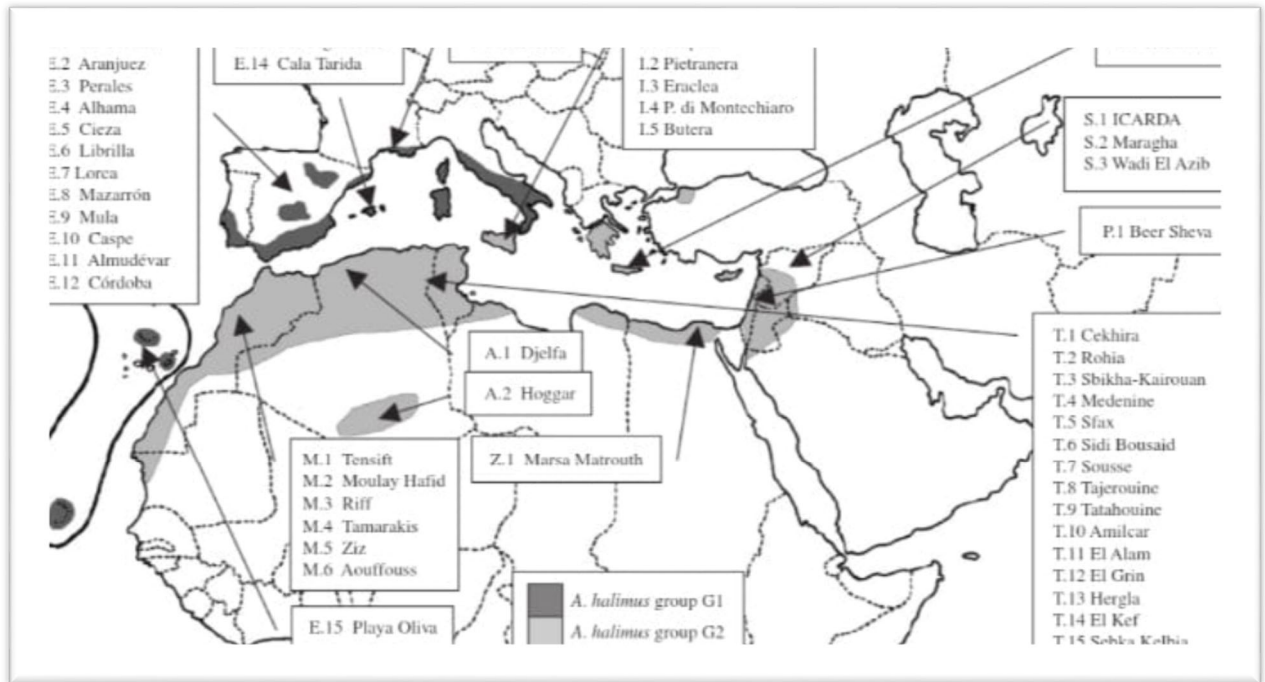 E.2 Aranjuez
E.3 Perales
E.4 Alhama
E.5 Cieza
E.6 Librilla
E.7 Lorca
E.8 Mazarrón
E.9 Mula
E.10 Caspe
E.11 Almudévar
E.12 Córdoba
E.14 Cala Tarida
I.2 Pietranera
I.3 Eraclea
I.4 P. di Montechiaro
I.5 Butera
S.1 ICARDA
S.2 Maragha
S.3 Wadi El Azib
P.1 Beer Sheva
A.1 Djelfa
A.2 Hoggar
Z.1 Marsa Matrouth
M.1 Tensift
M.2 Moulay Hafid
M.3 Riff
M.4 Tamarakis
M.5 Ziz
M.6 Aouffouss
E.15 Playa Oliva
A. halimus group G1
A. halimus group G2
T.1 Cekhira
T.2 Rohia
T.3 Sbikha-Kairouan
T.4 Medenine
T.5 Sfax
T.6 Sidi Bousaid
T.7 Sousse
T.8 Tajerouine
T.9 Tatahouine
T.10 Amilcar
T.11 El Alam
T.12 El Grin
T.13 Hergla
T.14 El Kef
T.15 Sebka Kelbia